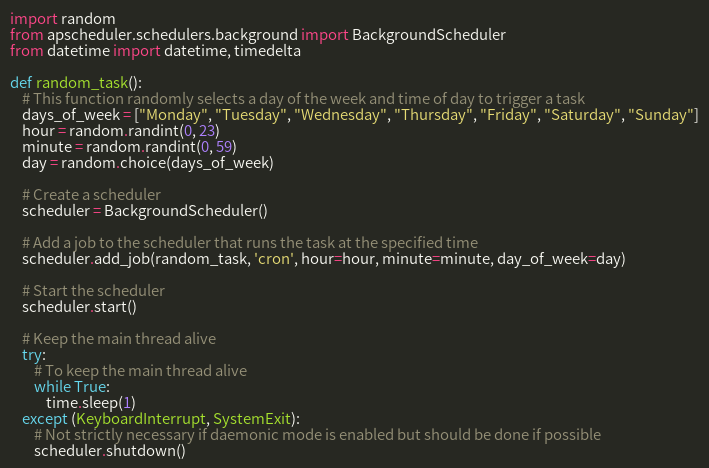 import random
from apscheduler.schedulers.background import BackgroundScheduler
from datetime import datetime, timedelta

def random_task():
    # This function randomly selects a day of the week and time of day to trigger a task
    days_of_week = ["Monday", "Tuesday", "Wednesday", "Thursday", "Friday", "Saturday", "Sunday"]
    hour = random.randint(0, 23)
    minute = random.randint(0, 59)
    day = random.choice(days_of_week)

    # Create a scheduler
    scheduler = BackgroundScheduler()

    # Add a job to the scheduler that runs the task at the specified time
    scheduler.add_job(random_task, 'cron', hour=hour, minute=minute, day_of_week=day)

    # Start the scheduler
    scheduler.start()

    # Keep the main thread alive
    try:
        # To keep the main thread alive
        while True:
            time.sleep(1)
    except (KeyboardInterrupt, SystemExit):
        # Not strictly necessary if daemonic mode is enabled but should be done if possible
        scheduler.shutdown()